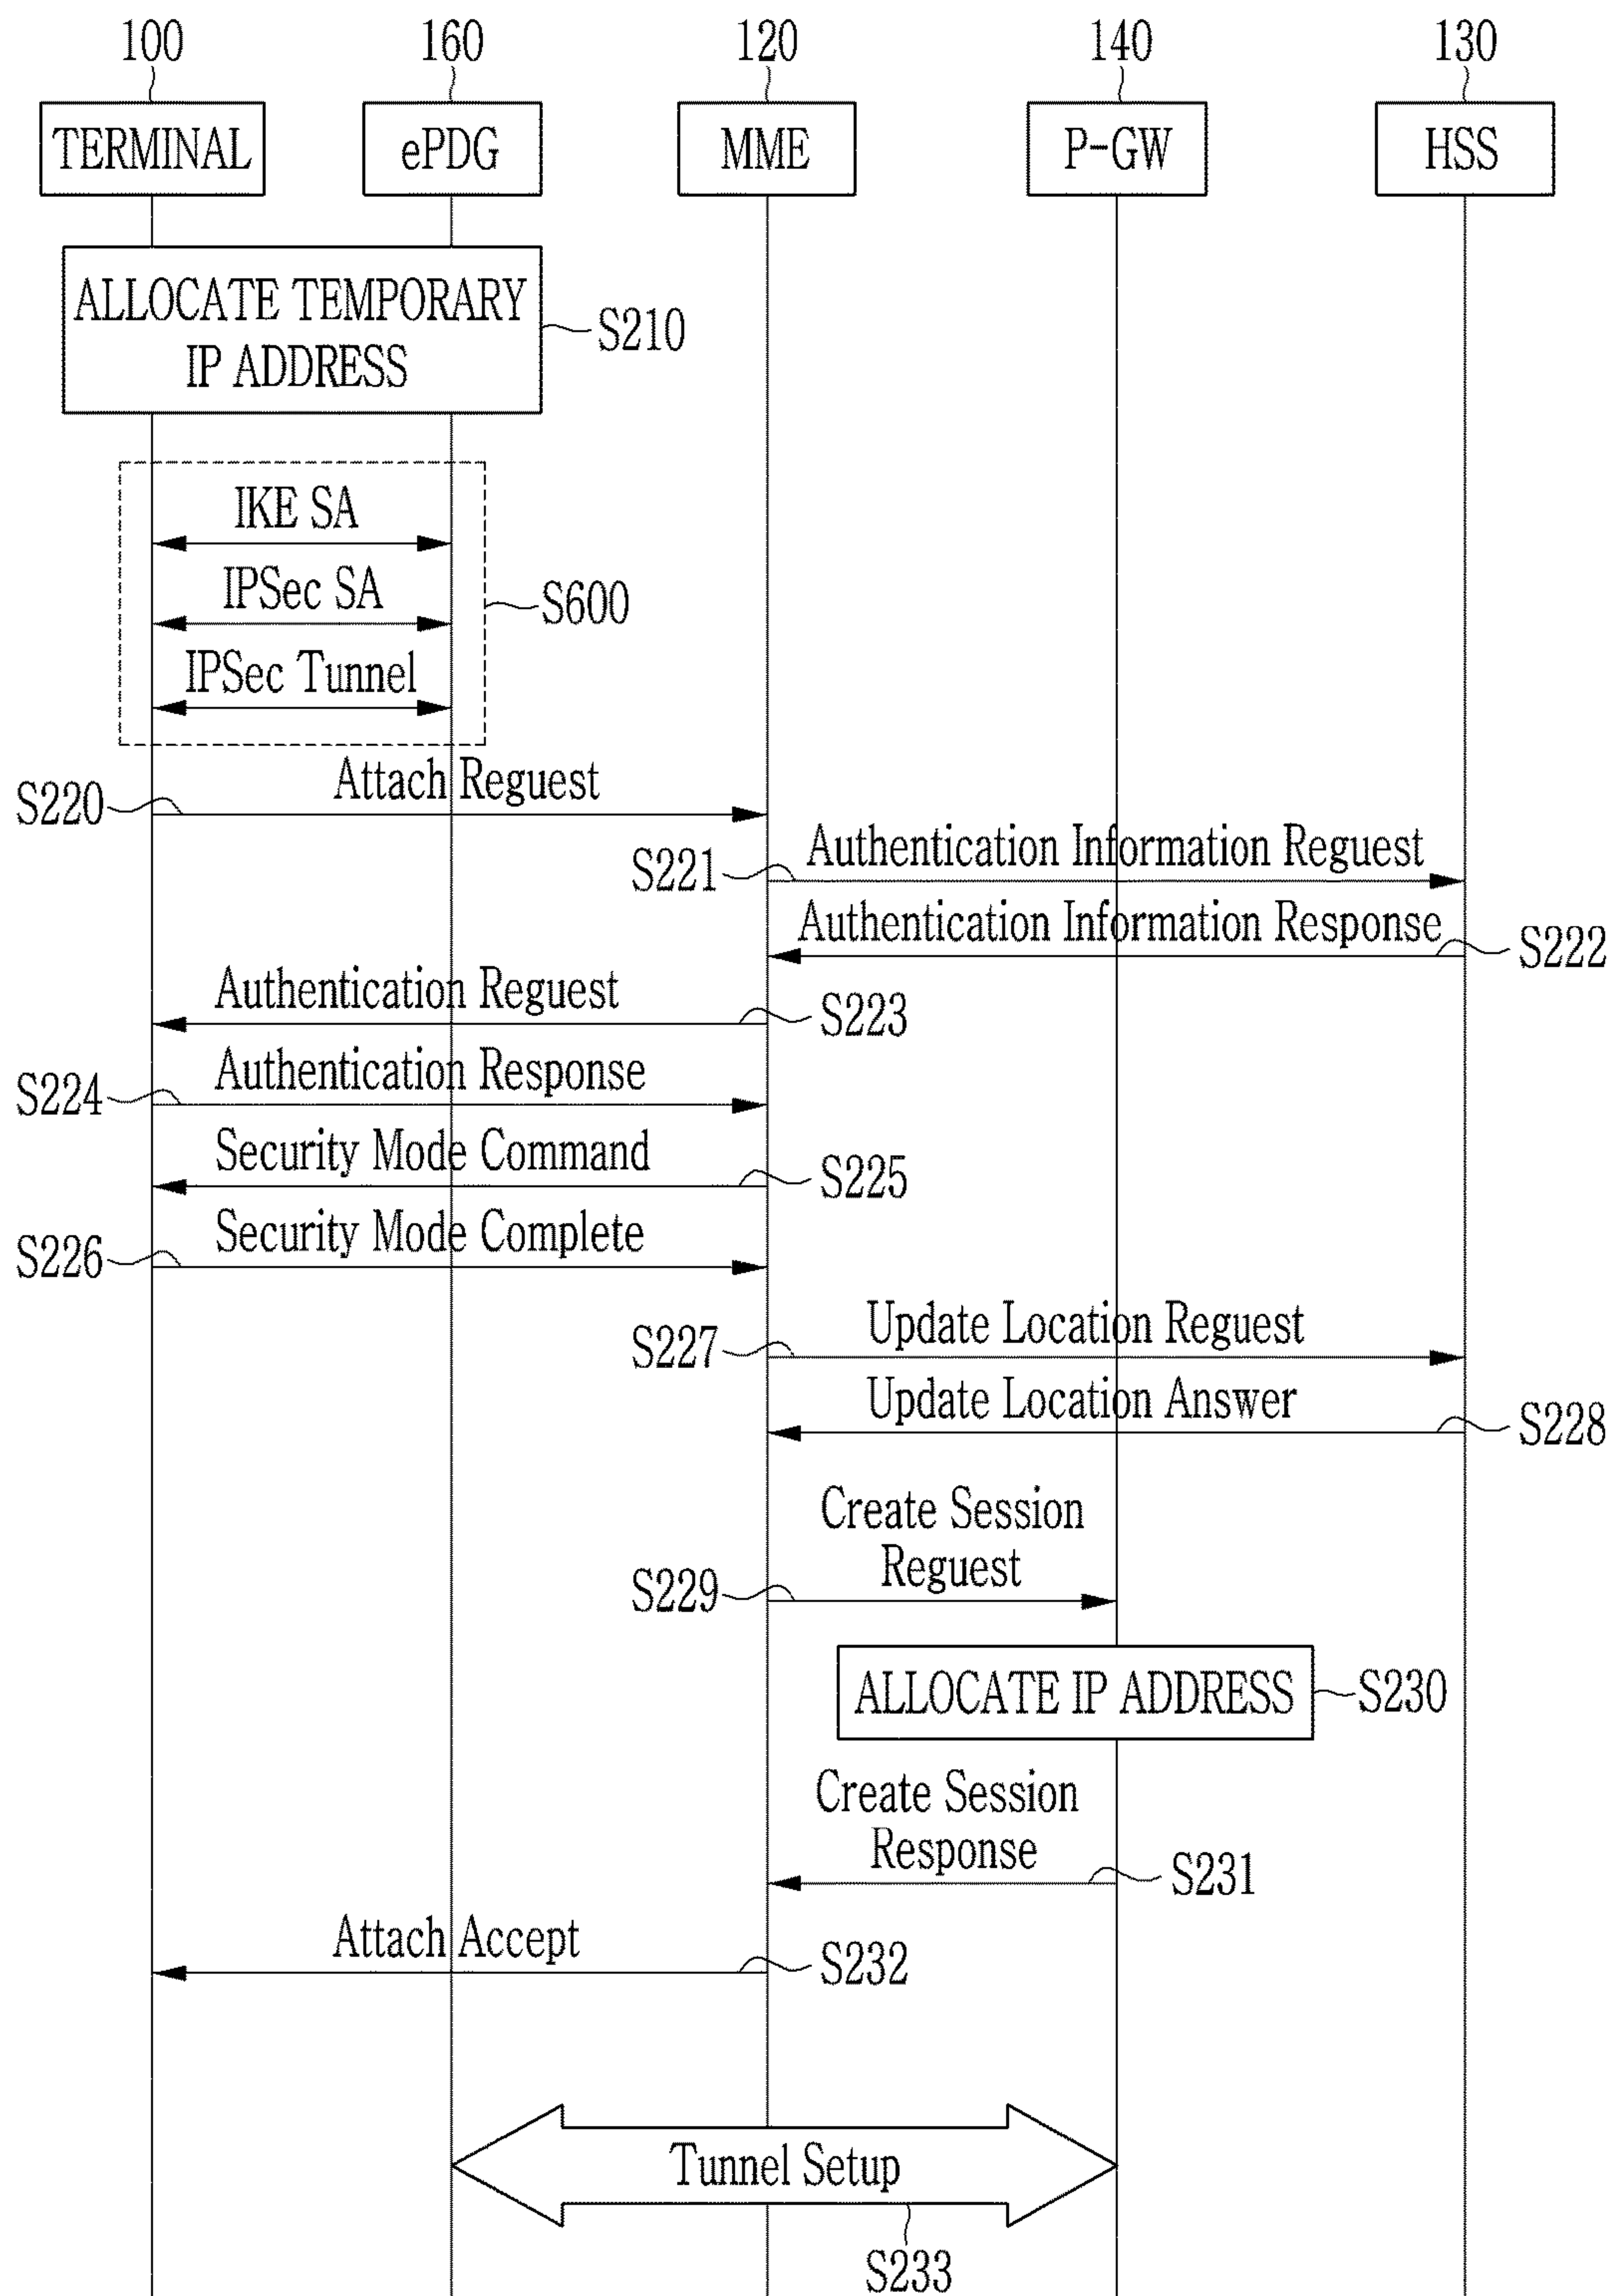 100
160
120
140
130
TERMINAL
ePDG
MME
P-GW
HSS
ALLOCATE TEMPORARY
IP ADDRESS
S210
IKE SA
IPSec SA
S600
IPSec Tunnel
Attach Reguest
S220
Authentication Information Reguest
S221
Authentication Information Response
S222
Authentication Reguest
S223
Authentication Response
S224
Security Mode Command
S225
Security Mode Complete
S226
Update Location Reguest
S227
Update Location Answer
S228
Create Session
Reguest
S229
ALLOCATE IP ADDRESS
S230
Create Session
Response
S231
Attach Accept
S232
Tunnel Setup
S233